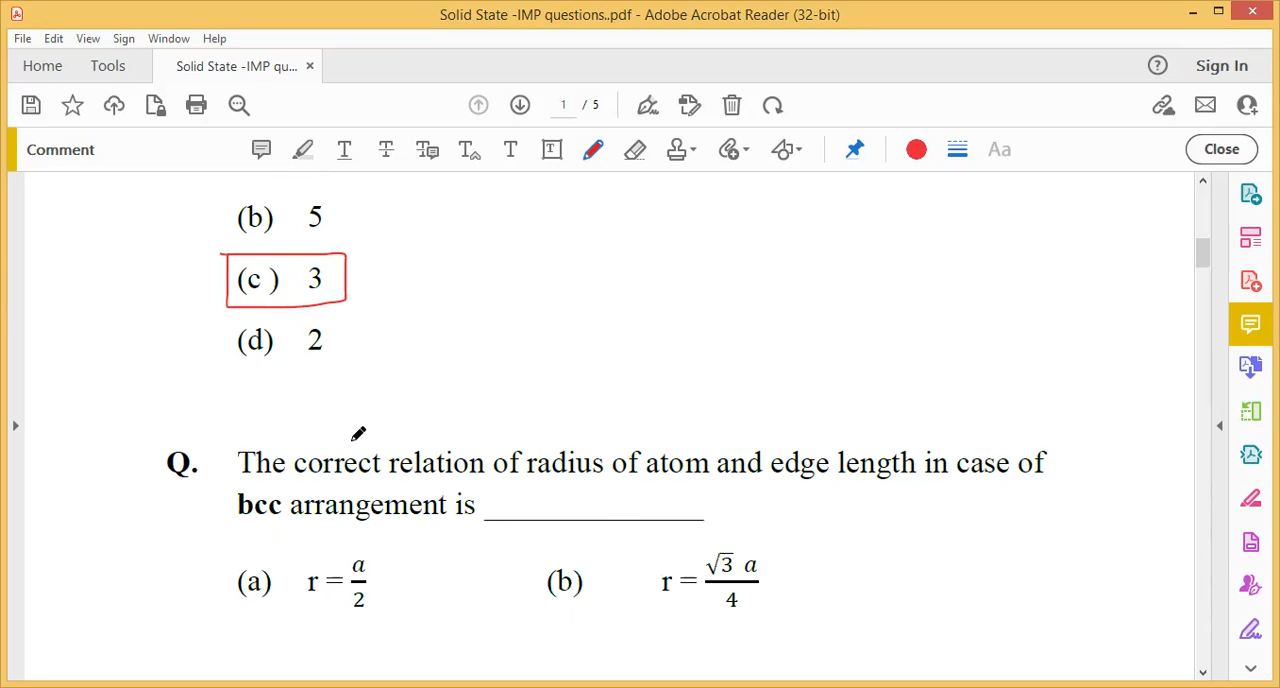 Solid State -IMP questions..pdf - Adobe Acrobat Reader (32-bit)
File Edit View Sign Window Help
Home Tools Solid State -IMP qu... × Sign In
1 / 5
Comment Aa Close
(b) 5
(c ) 3
(d) 2
Q. The correct relation of radius of atom and edge length in case of
bcc arrangement is _______________
(a) r = a/2 (b) r = √3 a/4